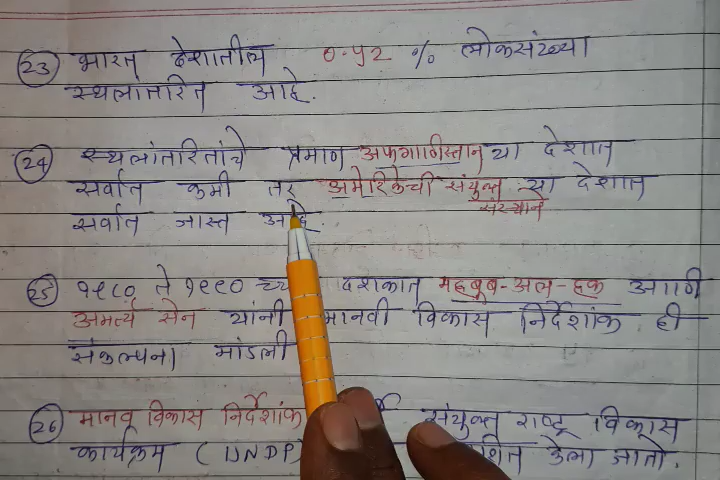 23 भारत देशातील ०.५२ % लोकसंख्या
स्थलांतरित आहे.
24 स्थलांतरितांचे प्रमाण अफगाणिस्तान या देशात
सर्वात कमी तर अमेरिकेची संयुक्त या देशात
संस्थाने
सर्वात जास्त आहे.
25 १९८० ते १९९० च्या दशकात महबूब-अल-हक आणि
अमर्त्य सेन यांनी मानवी विकास निर्देशांक ही
संकल्पना मांडली
26 मानव विकास निर्देशांक संयुक्त राष्ट्र विकास
कार्यक्रम (UNDP) केला जातो.